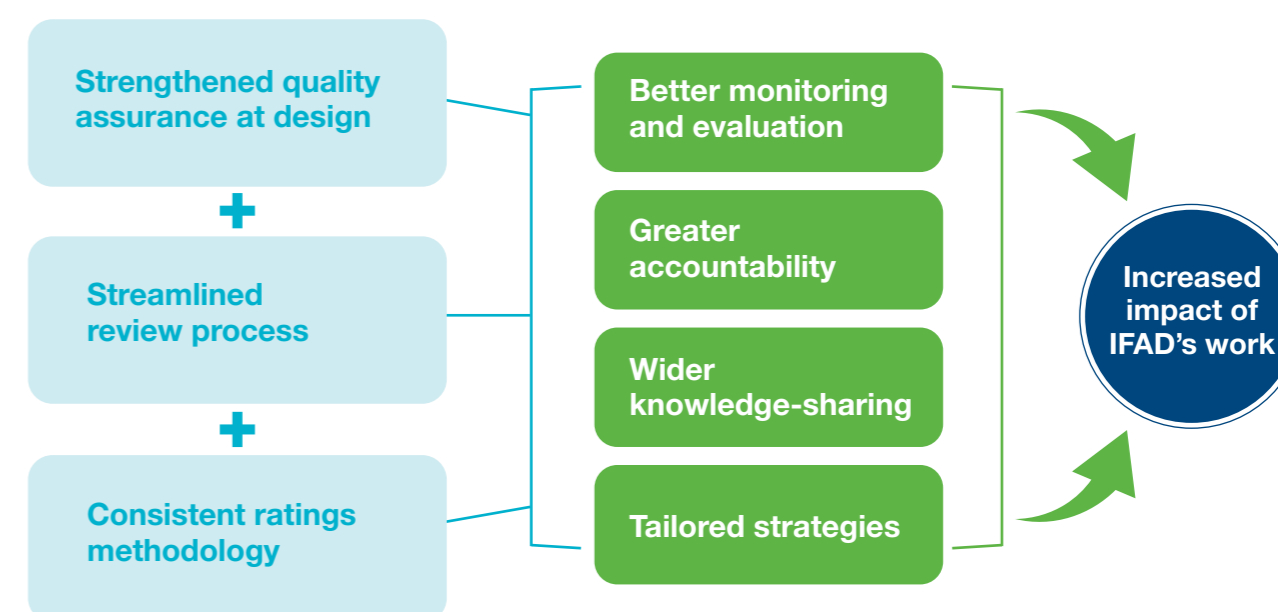 Strengthened quality
assurance at design
+
Streamlined
review process
+
Consistent ratings
methodology
Better monitoring
and evaluation
Greater
accountability
Wider
knowledge-sharing
Tailored strategies
Increased
impact of
IFAD’s work